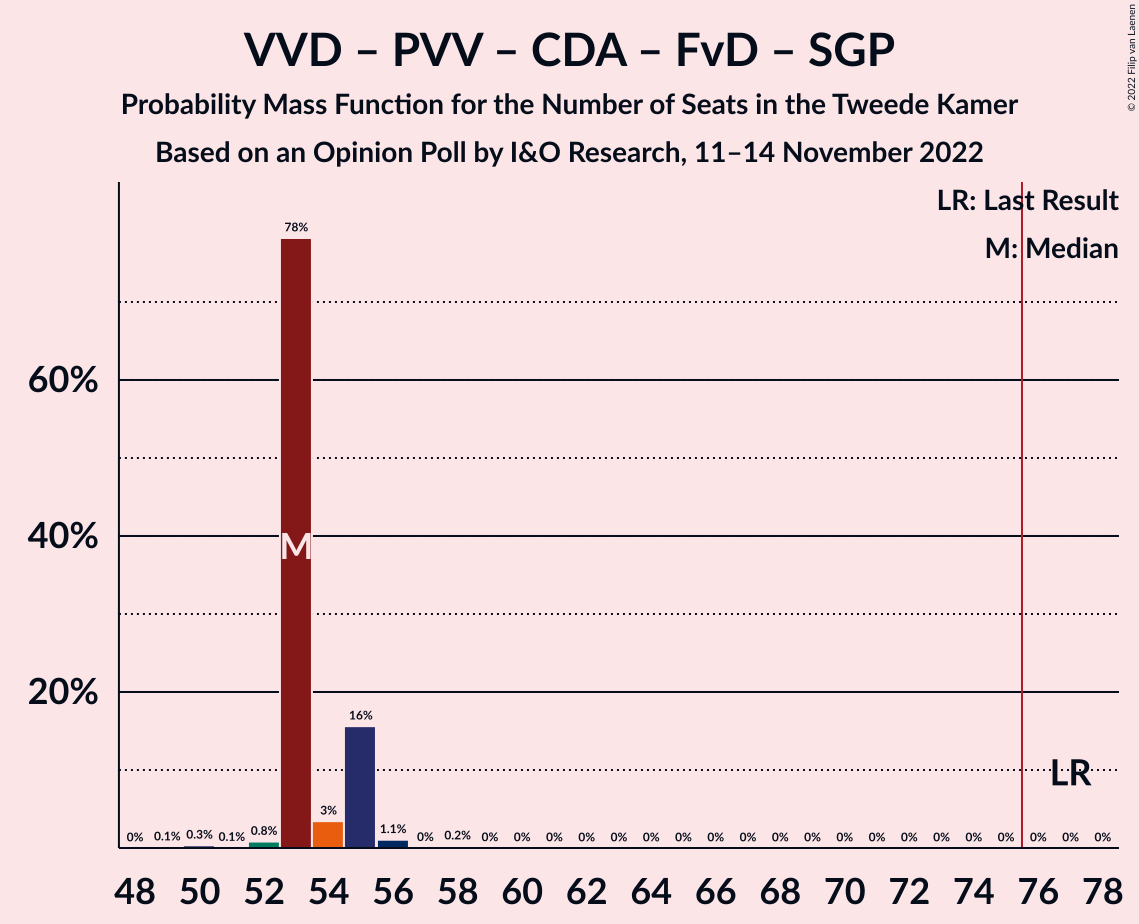 VVD – PVV – CDA – FvD – SGP
Probability Mass Function for the Number of Seats in the Tweede Kamer
Based on an Opinion Poll by I&O Research, 11–14 November 2022
© 2022 Filip van Laenen
LR: Last Result
M: Median
78%
60%
M
40%
20%
16%
LR
0% 0.1% 0.3% 0.1% 0.8% 3% 1.1% 0% 0.2% 0% 0% 0% 0% 0% 0% 0% 0% 0% 0% 0% 0% 0% 0% 0% 0% 0% 0% 0% 0%
48 50 52 54 56 58 60 62 64 66 68 70 72 74 76 78